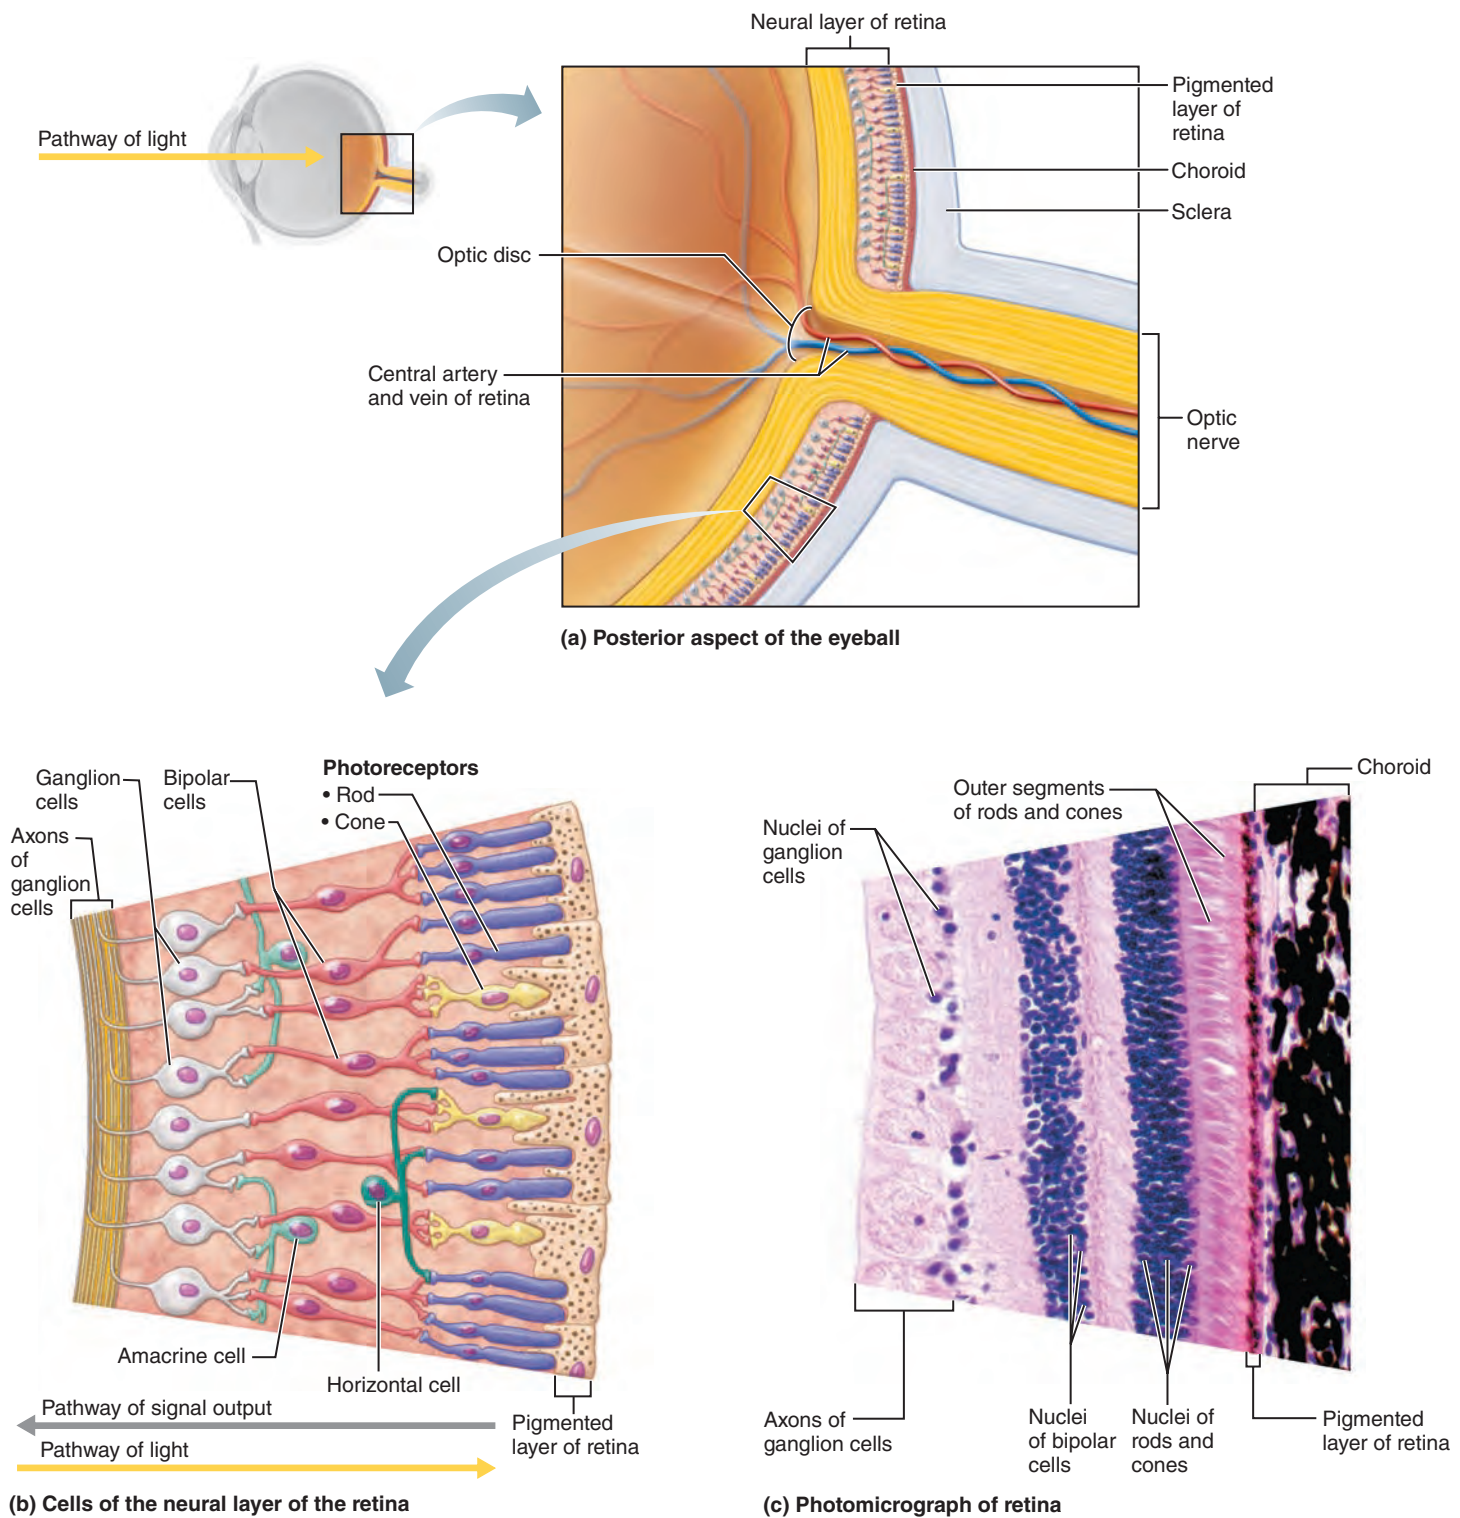 Neural layer of retina
Pigmented
layer of
retina
Pathway of light
Choroid
Sclera
Optic disc
Central artery
and vein of retina
Optic
nerve
(a) Posterior aspect of the eyeball
Photoreceptors
• Rod
• Cone
Ganglion
cells
Bipolar
cells
Axons
of
ganglion
cells
Amacrine cell
Horizontal cell
Pathway of signal output
Pathway of light
Pigmented
layer of retina
(b) Cells of the neural layer of the retina
Choroid
Outer segments
of rods and cones
Nuclei of
ganglion
cells
Axons of
ganglion cells
Nuclei
of bipolar
cells
Nuclei of
rods and
cones
Pigmented
layer of retina
(c) Photomicrograph of retina